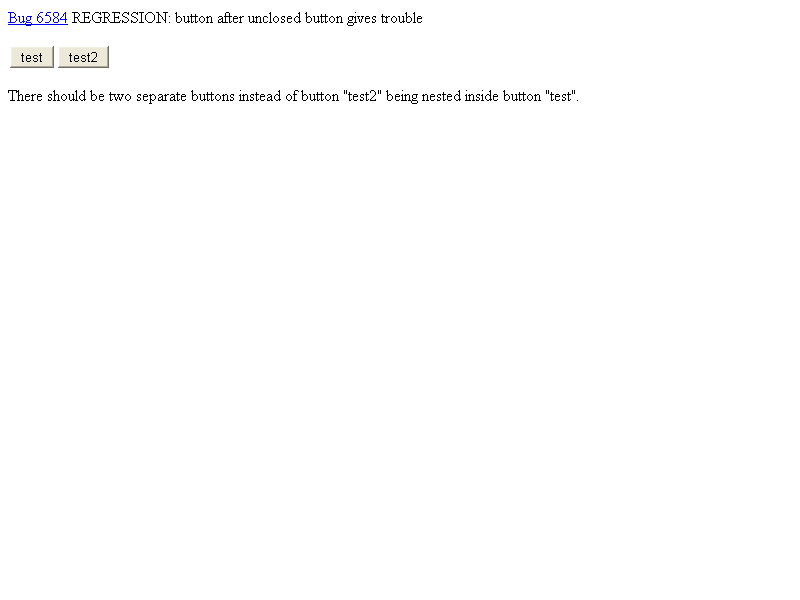 Bug 6584 REGRESSION: button after unclosed button gives trouble
test test2
There should be two separate buttons instead of button "test2" being nested inside button "test".